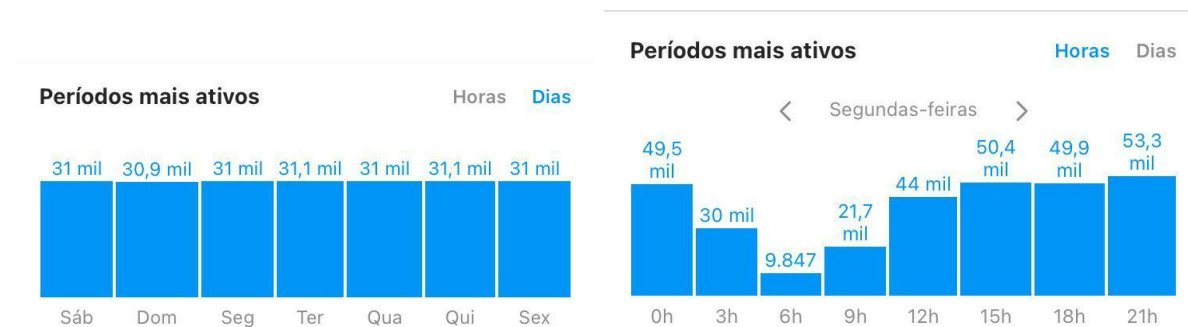 Períodos mais ativos
Horas Dias
31 mil 30,9 mil 31 mil 31,1 mil 31 mil 31,1 mil 31 mil
Sáb Dom Seg Ter Qua Qui Sex
Períodos mais ativos
Horas Dias
Segundas-feiras
49,5 mil
30 mil
9.847
21,7 mil
44 mil
50,4 mil
49,9 mil
53,3 mil
0h 3h 6h 9h 12h 15h 18h 21h